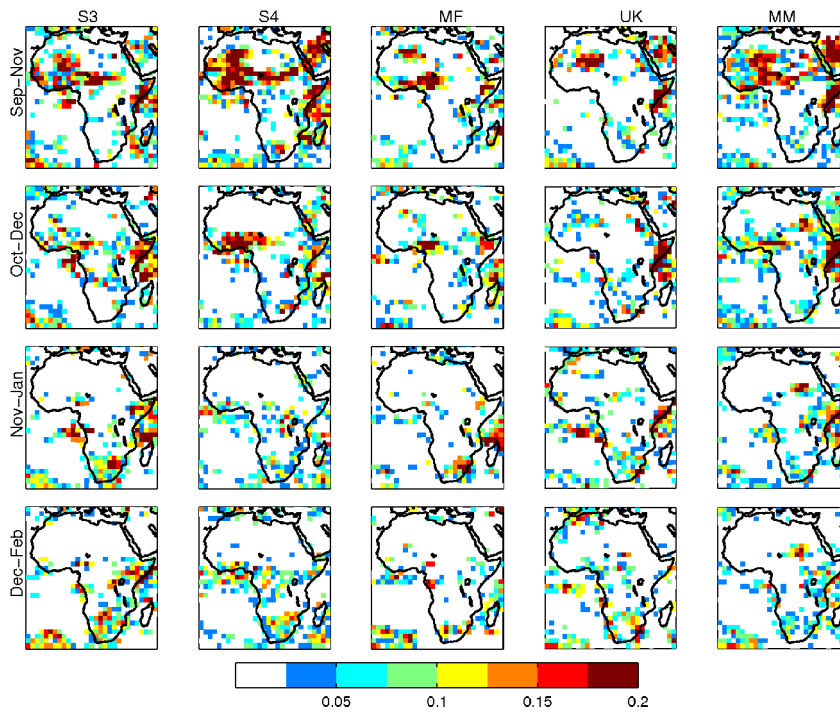 S3 S4 MF UK MM
Sep-Nov
Oct-Dec
Nov-Jan
Dec-Feb
0.05 0.1 0.15 0.2